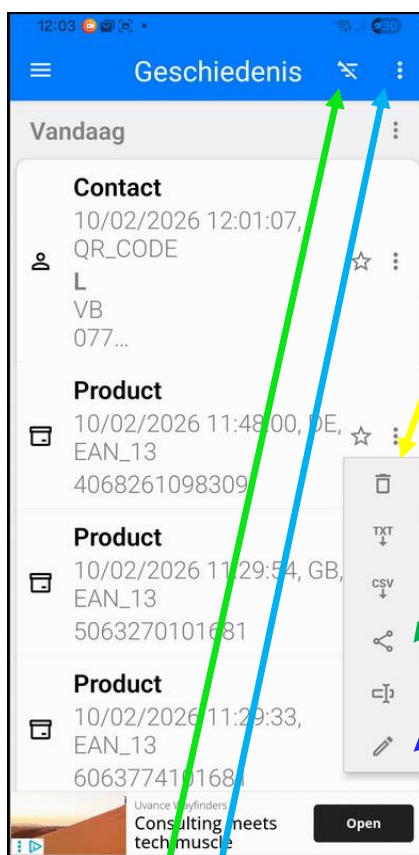 12:03
30
Geschiedenis
Vandaag
Contact
10/02/2026 12:01:07,
QR_CODE
L
VB
077...
Product
10/02/2026 11:48:00, DE,
EAN_13
4068261098309
TXT
Product
10/02/2026 11:29:54, GB,
EAN_13
CSV
5063270101681
Product
10/02/2026 11:29:33,
EAN_13
6063774101681
Uvance Wayfinders
Consulting meets
tech muscle
Open